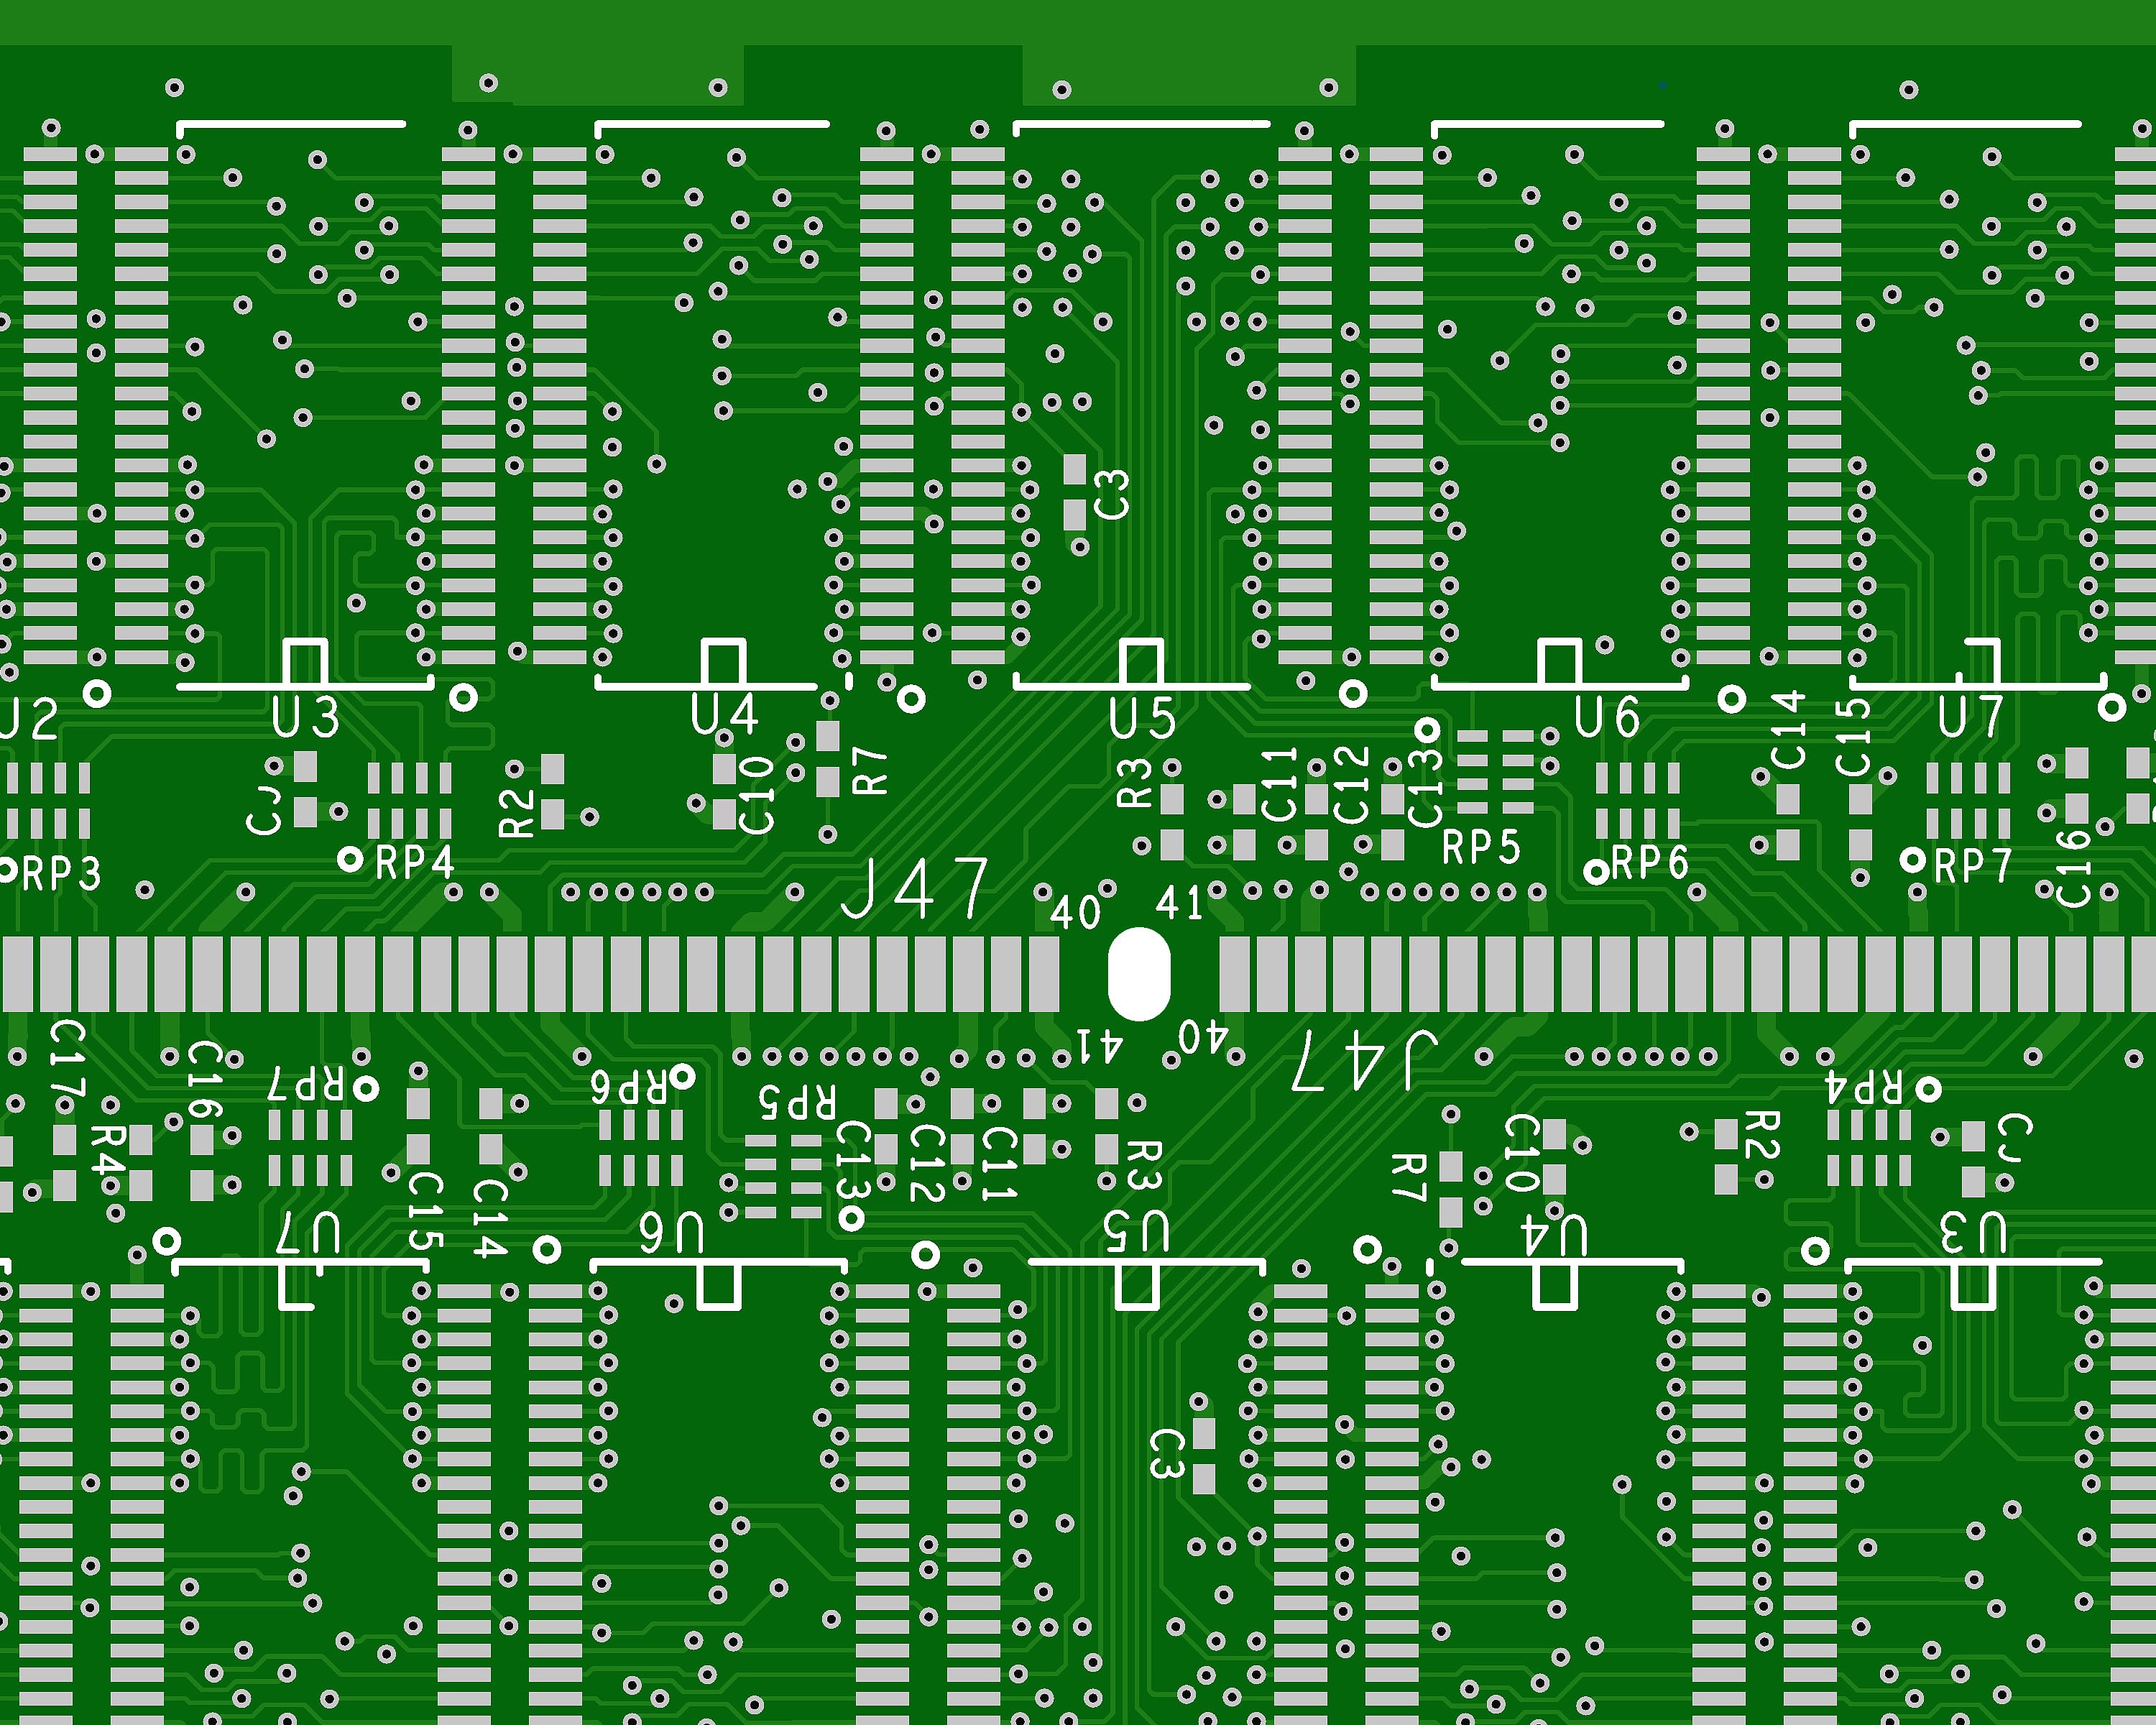 U2 U3 U4 U5 U6 C14 C15 U7
CJ R2 C10 R7 R3 C11 C12 C13
RP3 RP4 RP5 RP6 RP7 C16
J47 40 41
41 40 J47
C17 C16 RP7 RP6 RP5 RP4
R4 C13 C12 C11 R3 R7 C10 R2 CJ
C15 C14
U7 U6 U5 U4 U3
C3
C3